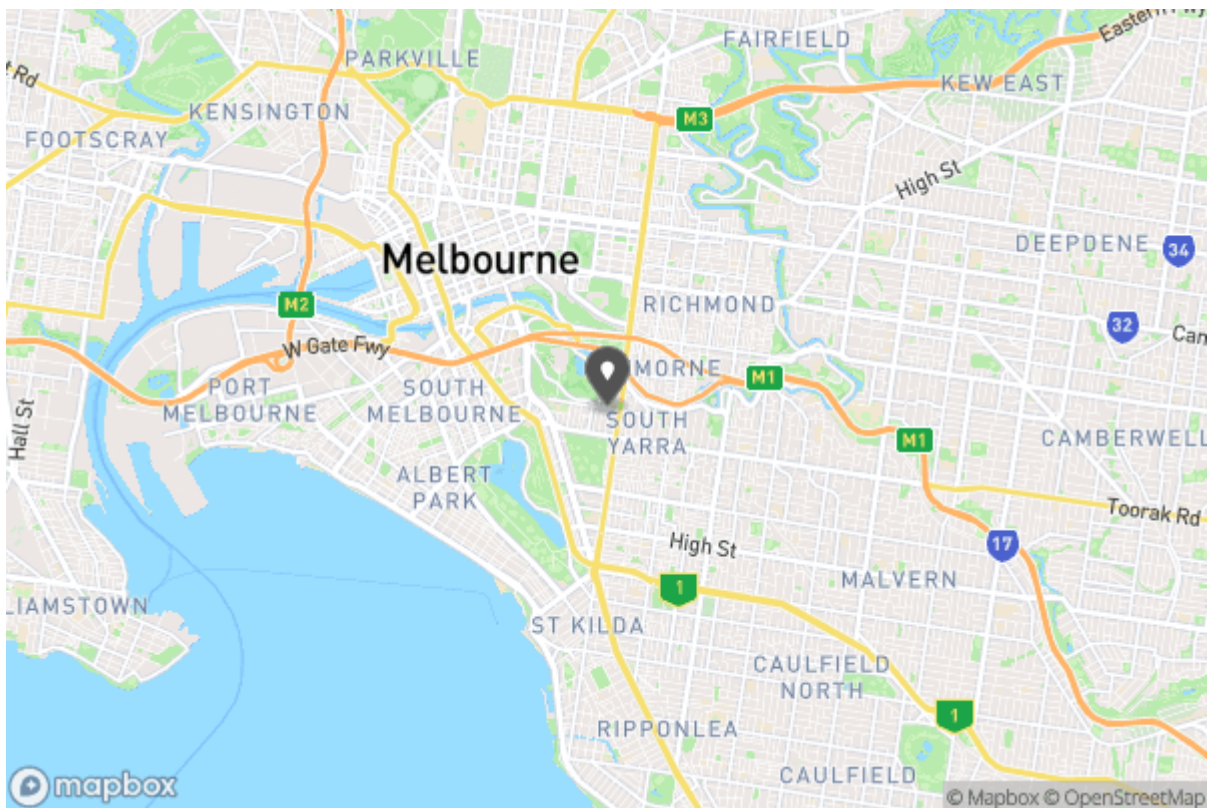 FAIRFIELD
Eastern Fwy
PARKVILLE
KEW EAST
t Rd
KENSINGTON
M3
FOOTSCRAY
High St
DEEPDENE
34
Melbourne
M2
RICHMOND
32
Cam
W Gate Fwy
MORNE
M1
PORT
MELBOURNE
SOUTH
MELBOURNE
SOUTH
YARRA
Hall St
M1
CAMBERWELL
ALBERT
PARK
Toorak Rd
High St
17
1
MALVERN
LIAMSTOWN
ST KILDA
CAULFIELD
NORTH
1
RIPPONLEA
CAULFIELD
mapbox
© Mapbox © OpenStreetMap